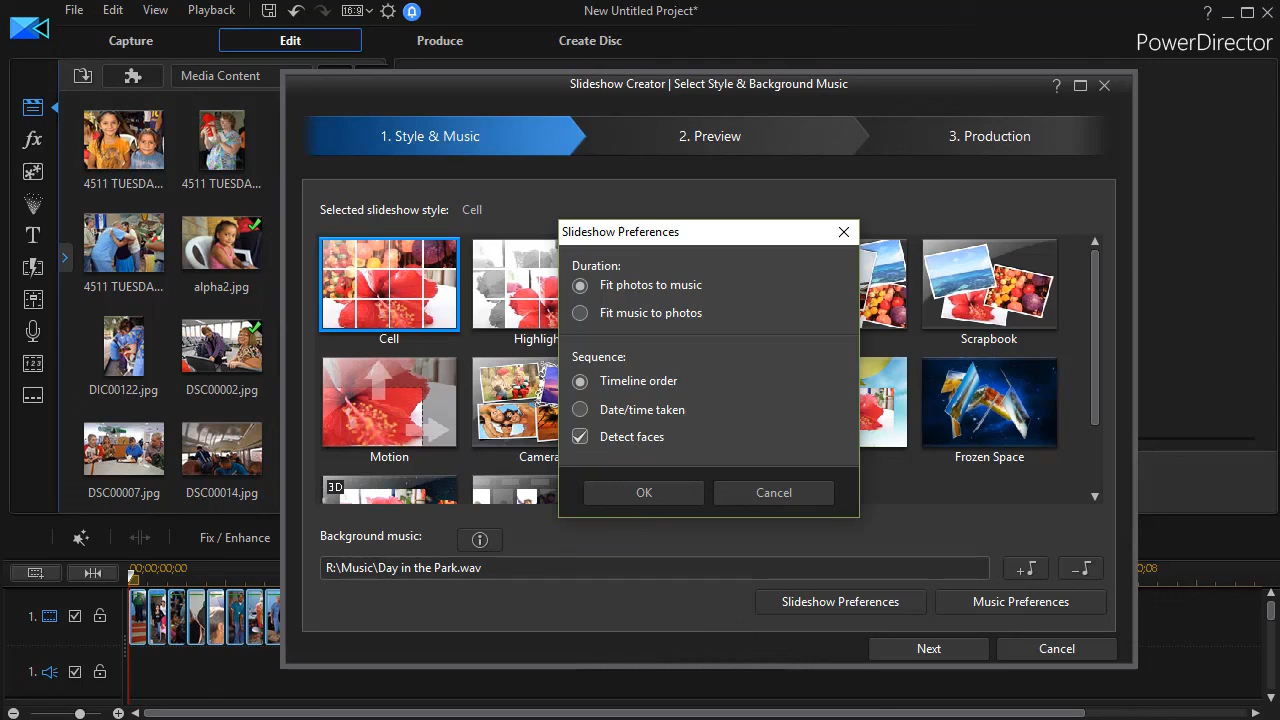 File Edit View Playback 16:9 New Untitled Project*
Capture Edit Produce Create Disc PowerDirector
Media Content
Slideshow Creator | Select Style & Background Music
1. Style & Music 2. Preview 3. Production
4511 TUESDA... 4511 TUESDA...
4511 TUESDA... alpha2.jpg
DIC00122.jpg DSC00002.jpg
DSC00007.jpg DSC00014.jpg
Selected slideshow style: Cell
Cell Highligh Scrapbook
Motion Camera Frozen Space
3D
Slideshow Preferences
Duration:
Fit photos to music
Fit music to photos
Sequence:
Timeline order
Date/time taken
Detect faces
OK Cancel
Background music:
R:\Music\Day in the Park.wav
Slideshow Preferences Music Preferences
Next Cancel
Fix / Enhance
00;00;00;00
1.
1.